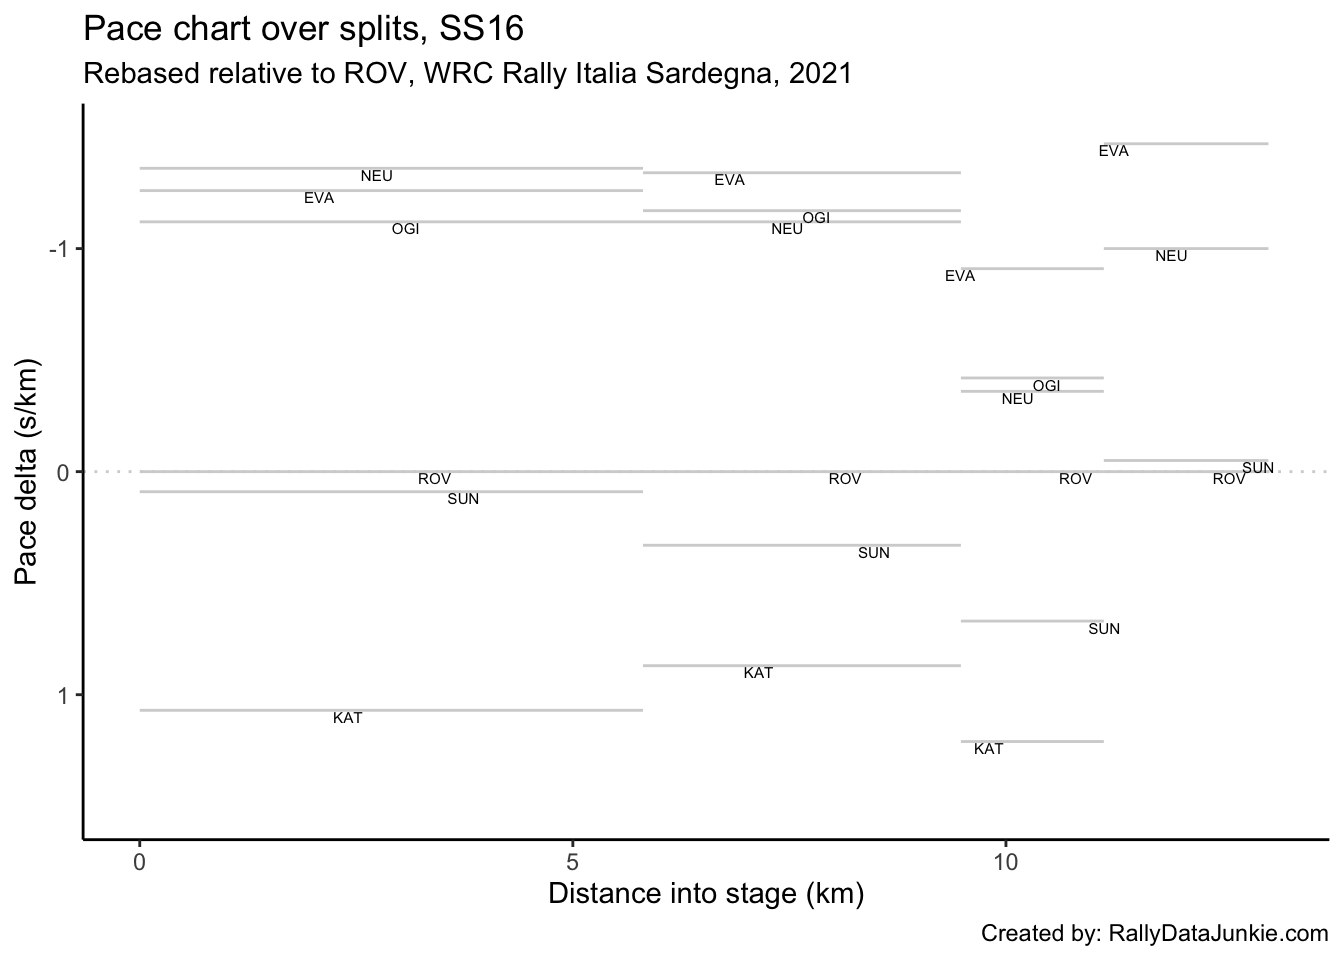 Pace chart over splits, SS16
Rebased relative to ROV, WRC Rally Italia Sardegna, 2021
EVA
NEU
EVA
EVA
OGI
OGI
NEU
-1
NEU
EVA
OGI
NEU
SUN
0
ROV
ROV
ROV
ROV
SUN
SUN
SUN
KAT
1
KAT
KAT
Pace delta (s/km)
0
5
10
Distance into stage (km)
Created by: RallyDataJunkie.com